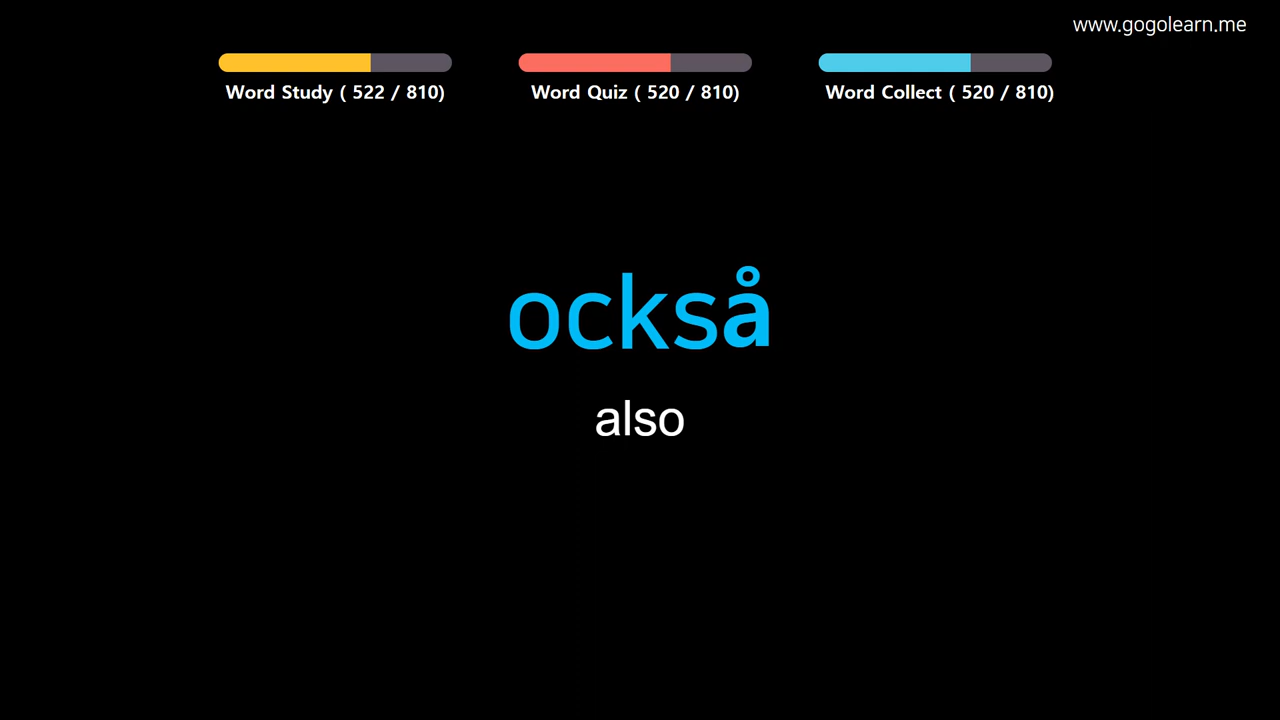 www.gogolearn.me
Word Study ( 522 / 810)
Word Quiz ( 520 / 810)
Word Collect ( 520 / 810)
också
also